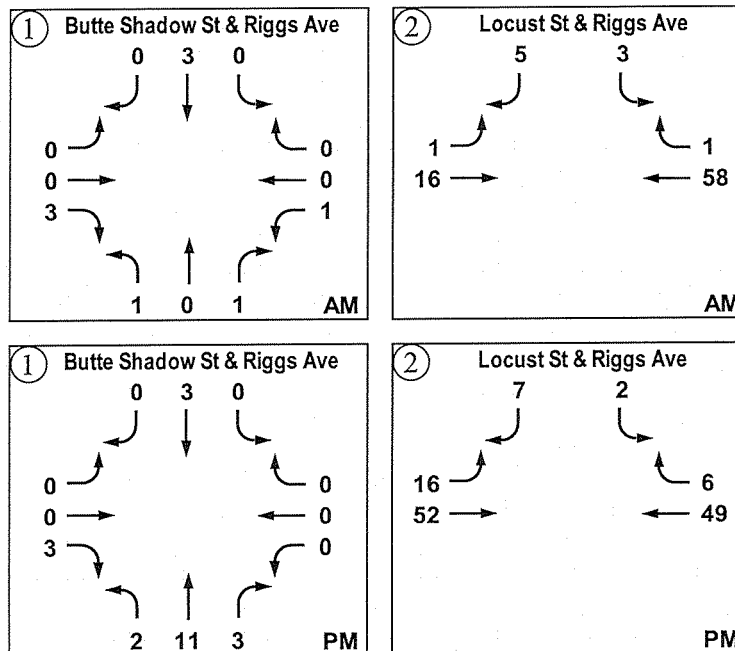 1 Butte Shadow St & Riggs Ave
0 3 0
0 0
0 0
3 1
1 0 1 AM
2 Locust St & Riggs Ave
5 3
1 1
16 58
AM
1 Butte Shadow St & Riggs Ave
0 3 0
0 0
0 0
3 0
2 11 3 PM
2 Locust St & Riggs Ave
7 2
16 6
52 49
PM